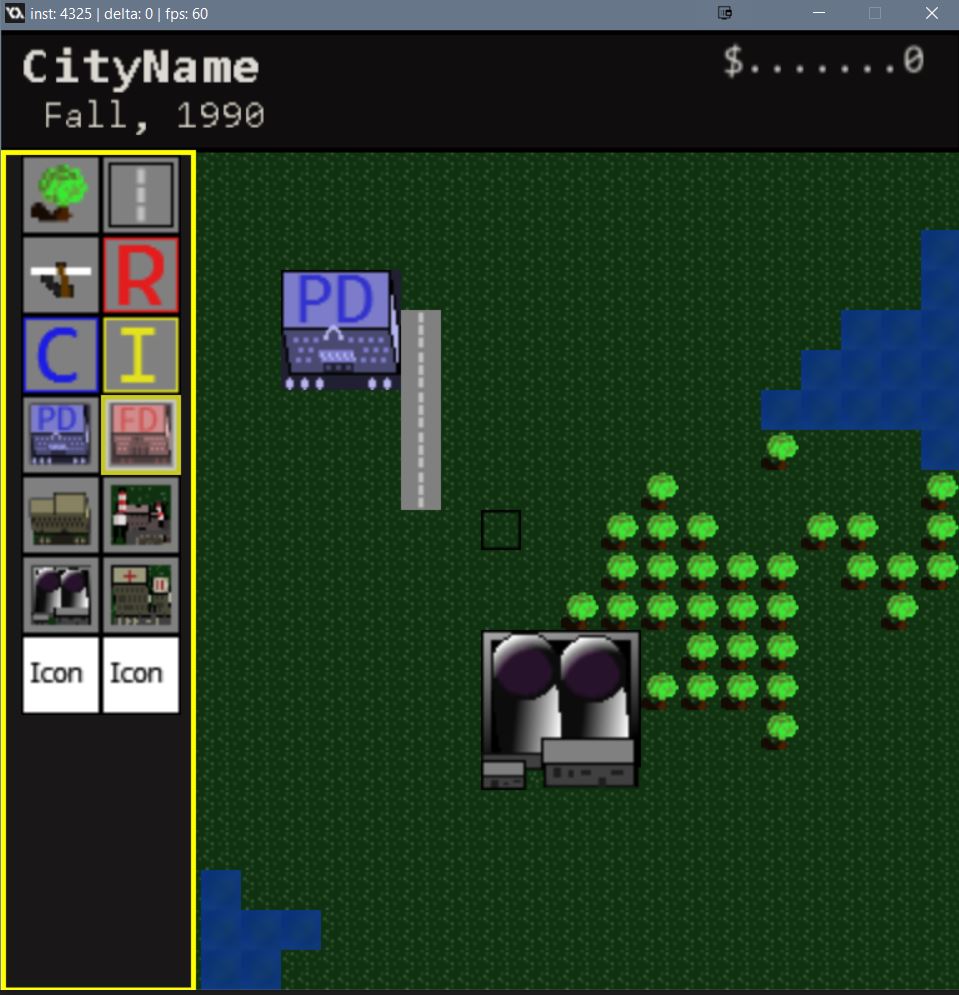 inst: 4325 | delta: 0 | fps: 60
CityName
$.......0
Fall, 1990
R
C I
PD FD
Icon Icon
PD